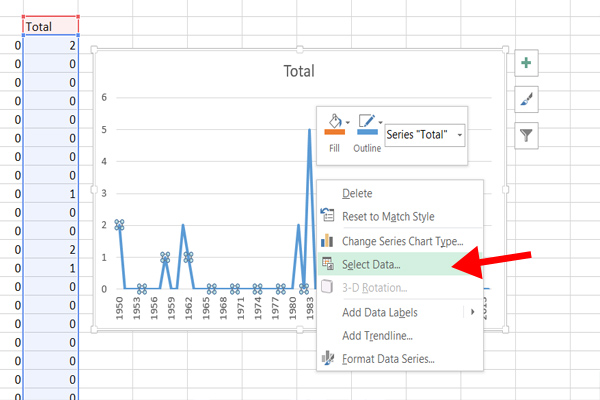 Total
0 2
0 0
0 0
0 0
0 0
0 0
0 0
0 0
0 1
0 0
0 0
0 2
0 1
0 0
0 0
0 0
0 0
0 0
0 0
Total
6
5
4
3
2
1
0
1950 1953 1956 1959 1962 1965 1968 1971 1974 1977 1980 1983
Fill Outline
Series "Total"
Delete
Reset to Match Style
Change Series Chart Type...
Select Data...
3-D Rotation...
Add Data Labels
Add Trendline...
Format Data Series...